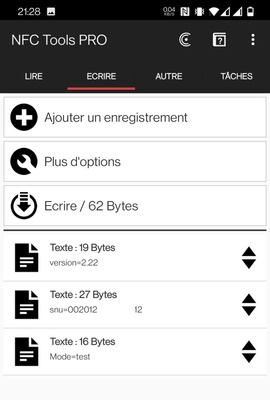 21:28
0.04
KB/s
NFC Tools PRO
LIRE ECRIRE AUTRE TÂCHES
Ajouter un enregistrement
Plus d'options
Ecrire / 62 Bytes
Texte : 19 Bytes
version=2.22
Texte : 27 Bytes
snu=002012 12
Texte : 16 Bytes
Mode=test